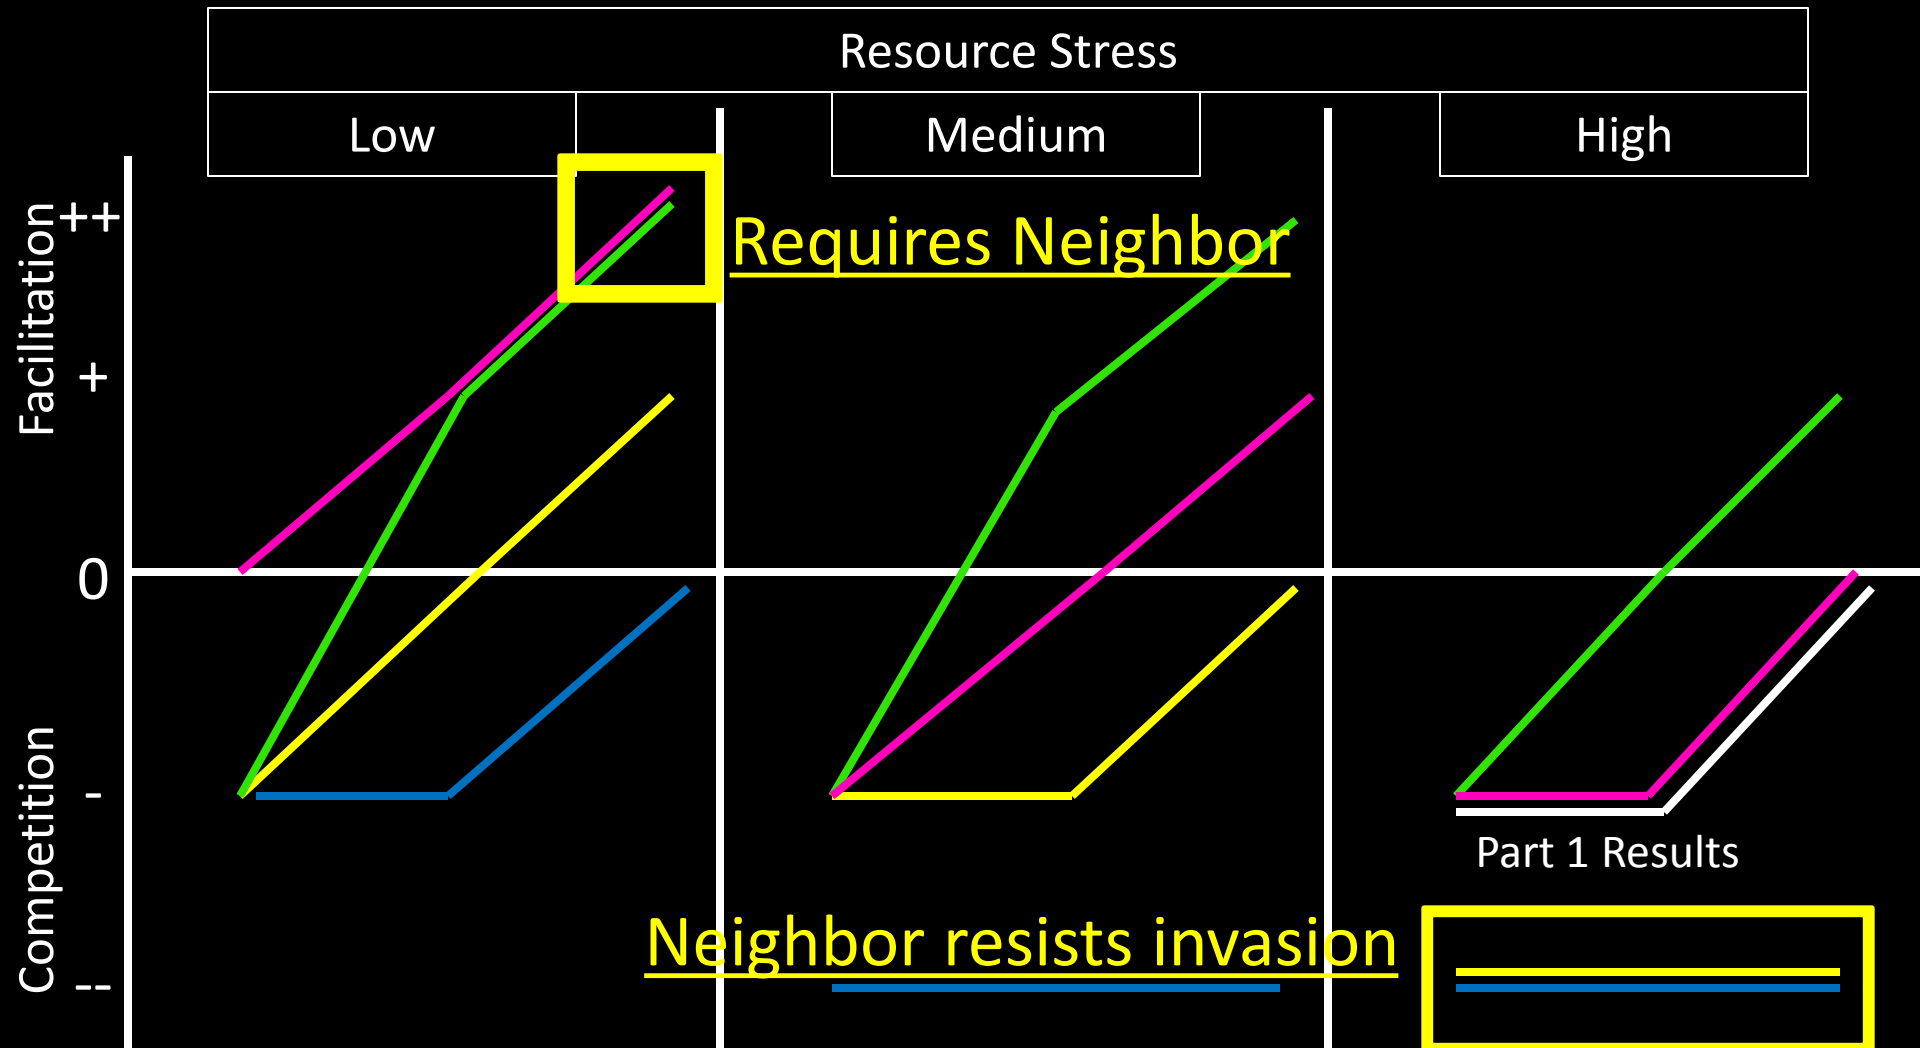 Resource Stress
Low
Medium
High
Facilitation
++
+
0
-
--
Competition
Requires Neighbor
Part 1 Results
Neighbor resists invasion